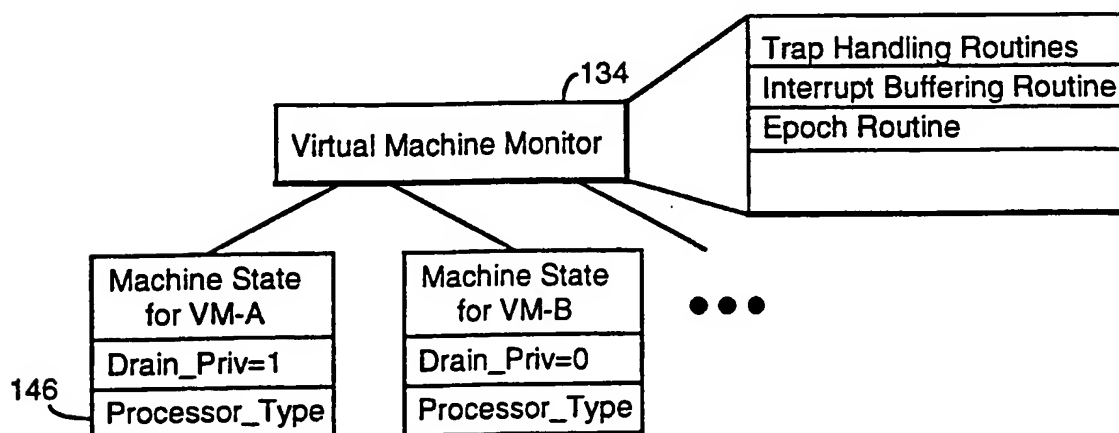 134
Virtual Machine Monitor
Trap Handling Routines
Interrupt Buffering Routine
Epoch Routine
Machine State
for VM-A
Drain_Priv=1
Processor_Type
146
Machine State
for VM-B
Drain_Priv=0
Processor_Type